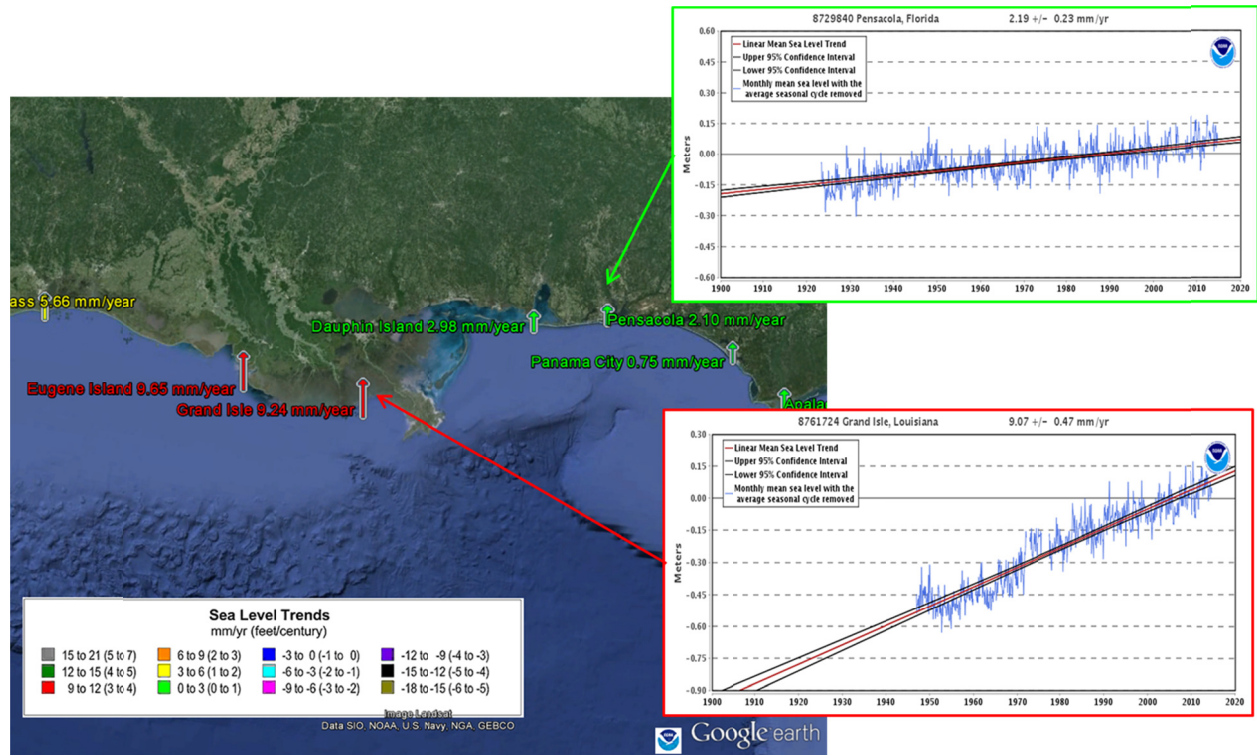 8729840 Pensacola, Florida 2.19 +/- 0.23 mm/yr
0.60
0.45
0.30
0.15
0.00
-0.15
-0.30
-0.45
-0.60
Meters
Linear Mean Sea Level Trend
Upper 95% Confidence Interval
Lower 95% Confidence Interval
Monthly mean sea level with the
average seasonal cycle removed
1900 1910 1920 1930 1940 1950 1960 1970 1980 1990 2000 2010 2020
ass 5.66 mm/year
Dauphin Island 2.98 mm/year
Pensacola 2.10 mm/year
Panama City 0.75 mm/year
Eugene Island 9.65 mm/year
Grand Isle 9.24 mm/year
Apalar
8761724 Grand Isle, Louisiana 9.07 +/- 0.47 mm/yr
0.30
0.15
0.00
-0.15
-0.30
-0.45
-0.60
-0.75
-0.90
Meters
Linear Mean Sea Level Trend
Upper 95% Confidence Interval
Lower 95% Confidence Interval
Monthly mean sea level with the
average seasonal cycle removed
1900 1910 1920 1930 1940 1950 1960 1970 1980 1990 2000 2010 2020
Sea Level Trends
mm/yr (feet/century)
15 to 21 (5 to 7) 6 to 9 (2 to 3) -3 to 0 (-1 to 0) -12 to -9 (-4 to -3)
12 to 15 (4 to 5) 3 to 6 (1 to 2) -6 to -3 (-2 to -1) -15 to -12 (-5 to -4)
9 to 12 (3 to 4) 0 to 3 (0 to 1) -9 to -6 (-3 to -2) -18 to -15 (-6 to -5)
Image Landsat
Data SIO, NOAA, U.S. Navy, NGA, GEBCO
Google earth